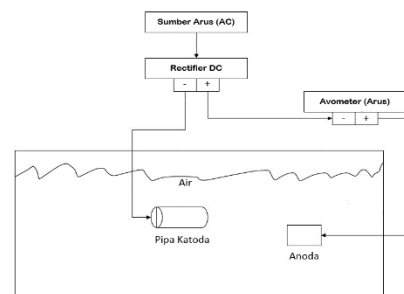 Sumber Arus (AC)
Rectifier DC
- +
Avometer (Arus)
- +
Air
Pipa Katoda
Anoda